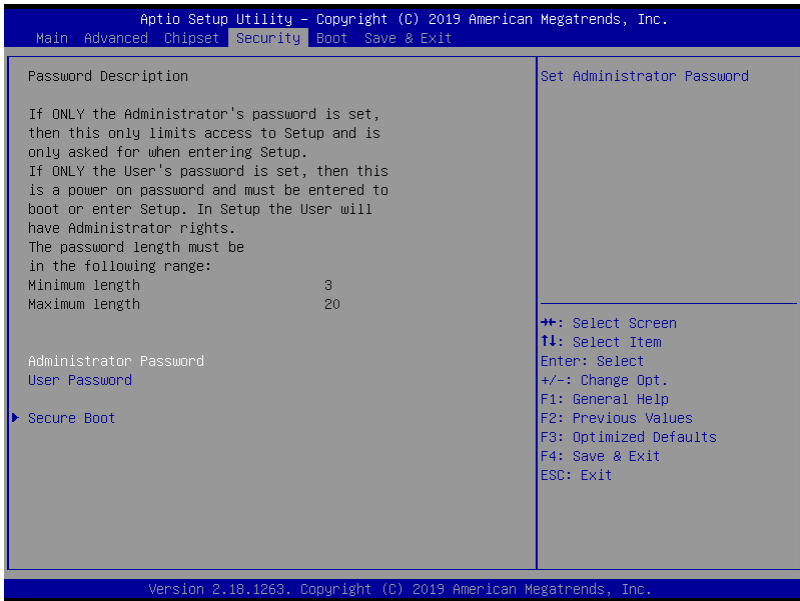 Aptio Setup Utility – Copyright (C) 2019 American Megatrends, Inc.
Main Advanced Chipset Security Boot Save & Exit
Password Description
If ONLY the Administrator's password is set,
then this only limits access to Setup and is
only asked for when entering Setup.
If ONLY the User's password is set, then this
is a power on password and must be entered to
boot or enter Setup. In Setup the User will
have Administrator rights.
The password length must be
in the following range:
Minimum length 3
Maximum length 20
Administrator Password
User Password
Secure Boot
Set Administrator Password
→←: Select Screen
↑↓: Select Item
Enter: Select
+/-: Change Opt.
F1: General Help
F2: Previous Values
F3: Optimized Defaults
F4: Save & Exit
ESC: Exit
Version 2.18.1263. Copyright (C) 2019 American Megatrends, Inc.